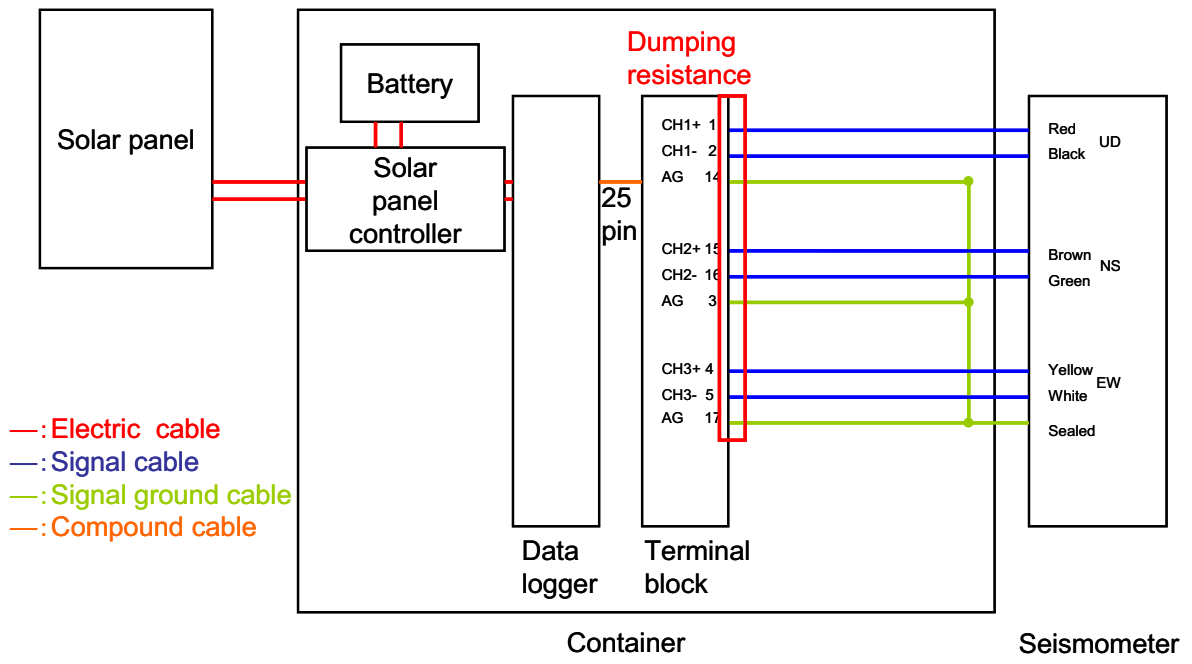 Solar panel
Battery
Solar
panel
controller
25
pin
Dumping
resistance
CH1+ 1
CH1- 2
AG 14
CH2+ 15
CH2- 16
AG 3
CH3+ 4
CH3- 5
AG 17
Red
Black
UD
Brown
Green
NS
Yellow
White
EW
Sealed
—:Electric cable
—:Signal cable
—:Signal ground cable
—:Compound cable
Data
logger
Terminal
block
Container
Seismometer